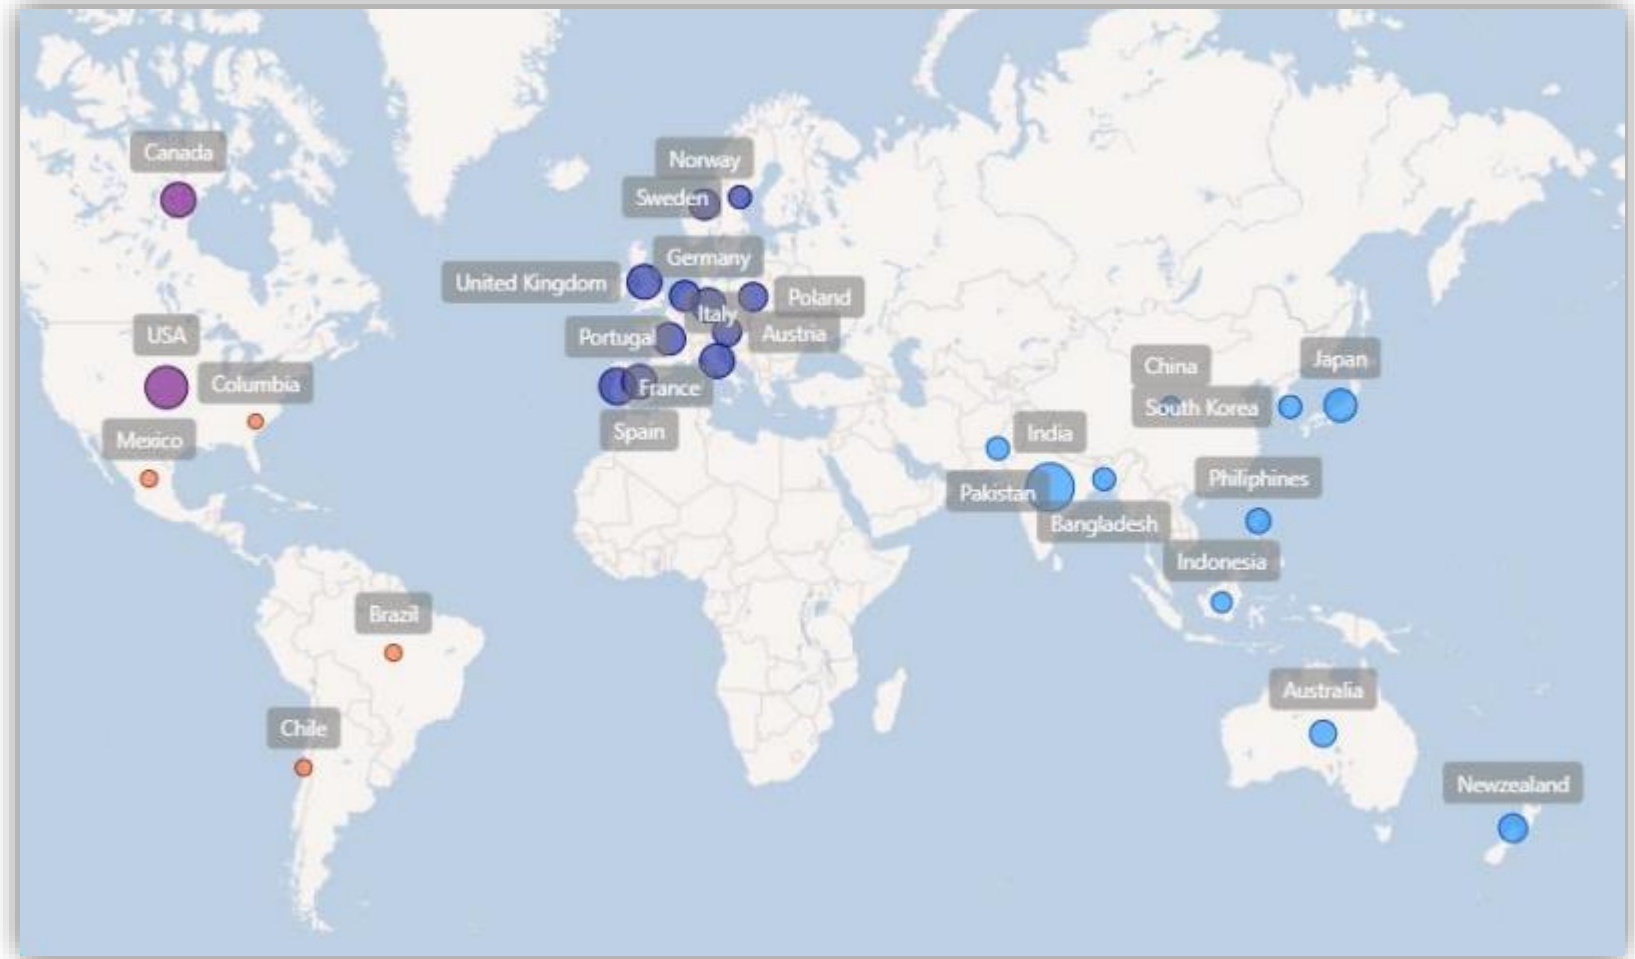 Canada
Norway
Sweden
Germany
United Kingdom
Poland
Italy
USA
Portugal
Austria
China
Japan
Columbia
France
South Korea
Mexico
Spain
India
Philiphines
Pakistan
Bangladesh
Indonesia
Brazil
Australia
Chile
Newzealand